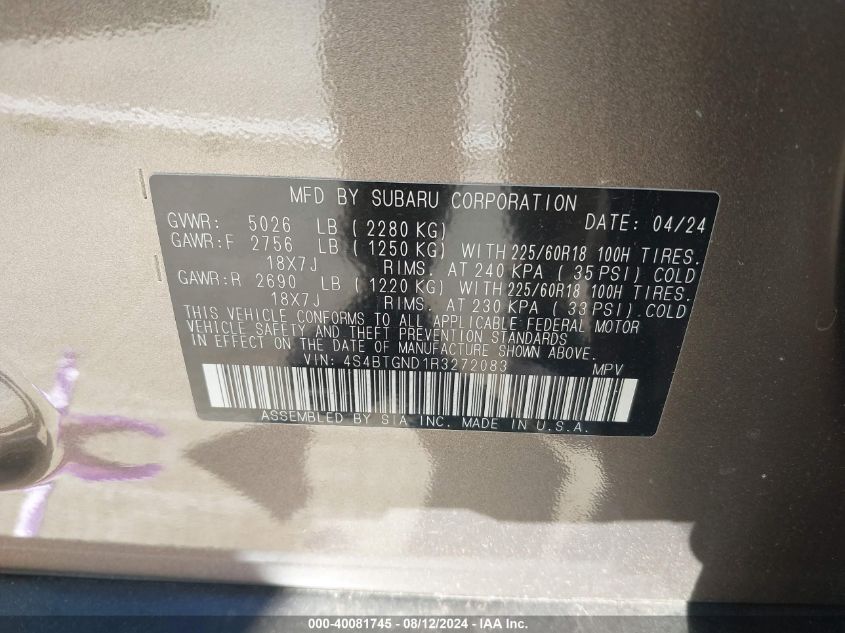 MFD BY SUBARU CORPORATION DATE: 04/24
GVWR: 5026 LB ( 2280 KG)
GAWR:F 2756 LB ( 1250 KG) WITH 225/60R18 100H TIRES.
18X7J RIMS. AT 240 KPA ( 35 PSI) COLD
GAWR:R 2690 LB ( 1220 KG) WITH 225/60R18 100H TIRES.
18X7J RIMS. AT 230 KPA ( 33 PSI).COLD
THIS VEHICLE CONFORMS TO ALL APPLICABLE FEDERAL MOTOR
VEHICLE SAFETY AND THEFT PREVENTION STANDARDS
IN EFFECT ON THE DATE OF MANUFACTURE SHOWN ABOVE.
VIN: 4S4BTGND1R3272083 MPV
ASSEMBLED BY SIA INC. MADE IN U.S.A.
000-40081745 - 08/12/2024 - IAA Inc.